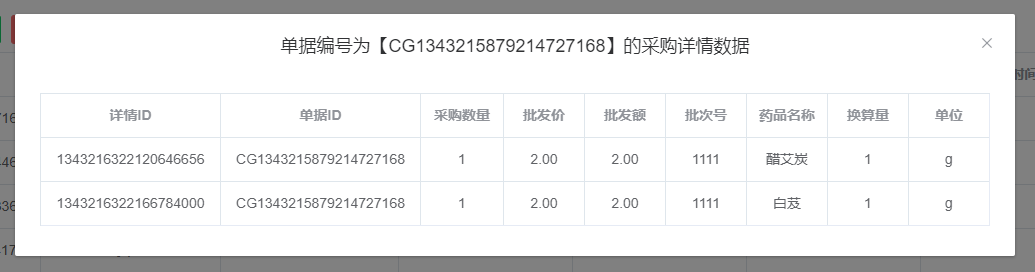 单据编号为【CG1343215879214727168】的采购详情数据
时间
详情ID 单据ID 采购数量 批发价 批发额 批次号 药品名称 换算量 单位
1343216322120646656 CG1343215879214727168 1 2.00 2.00 1111 醋艾炭 1 g
1343216322166784000 CG1343215879214727168 1 2.00 2.00 1111 白芨 1 g